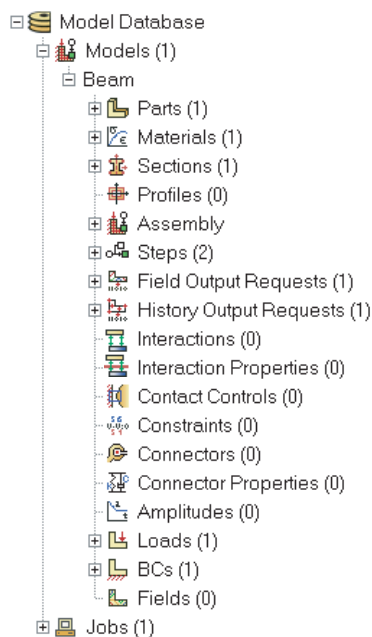 Model Database
Models (1)
Beam
Parts (1)
Materials (1)
Sections (1)
Profiles (0)
Assembly
Steps (2)
Field Output Requests (1)
History Output Requests (1)
Interactions (0)
Interaction Properties (0)
Contact Controls (0)
Constraints (0)
Connectors (0)
Connector Properties (0)
Amplitudes (0)
Loads (1)
BCs (1)
Fields (0)
Jobs (1)